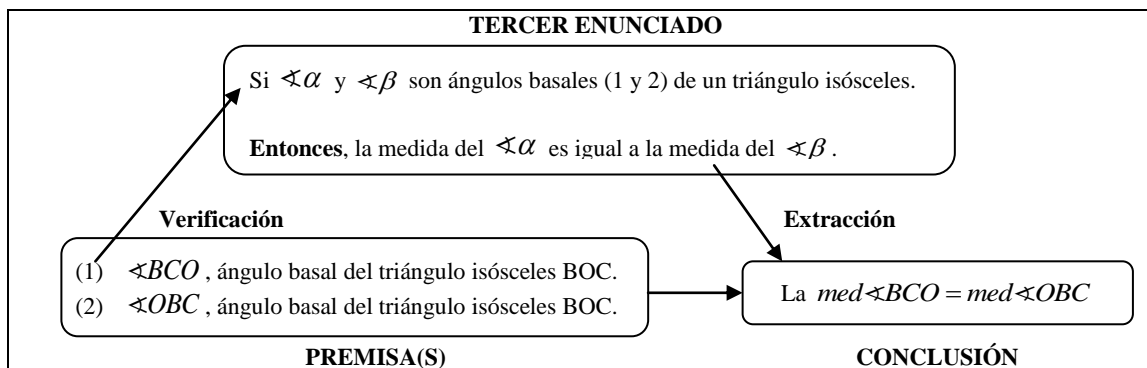 TERCER ENUNCIADO
Si ∢α y ∢β son ángulos basales (1 y 2) de un triángulo isósceles.
Entonces, la medida del ∢α es igual a la medida del ∢β.
Verificación
Extracción
(1) ∢BCO, ángulo basal del triángulo isósceles BOC.
(2) ∢OBC, ángulo basal del triángulo isósceles BOC.
La med∢BCO = med∢OBC
PREMISA(S)
CONCLUSIÓN